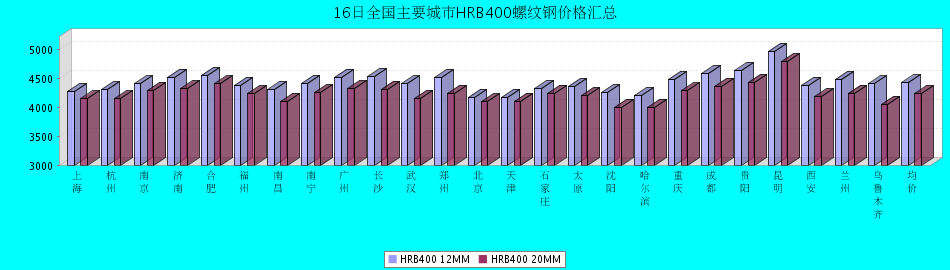 16日全国主要城市HRB400螺纹钢价格汇总
5000
4500
4000
3500
3000
上海 杭州 南京 济南 合肥 福州 南昌 南宁 广州 长沙 武汉 郑州 北京 天津 石家庄 太原 沈阳 哈尔滨 重庆 成都 贵阳 昆明 西安 兰州 乌鲁木齐 均价
HRB400 12MM HRB400 20MM